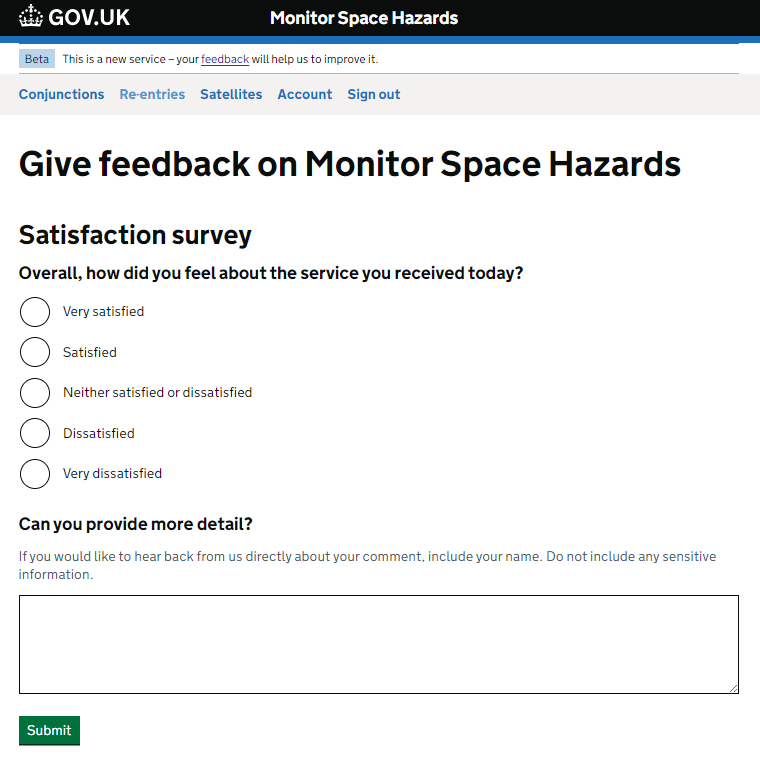 GOV.UK Monitor Space Hazards
Beta This is a new service – your feedback will help us to improve it.
Conjunctions Re-entries Satellites Account Sign out
Give feedback on Monitor Space Hazards
Satisfaction survey
Overall, how did you feel about the service you received today?
Very satisfied
Satisfied
Neither satisfied or dissatisfied
Dissatisfied
Very dissatisfied
Can you provide more detail?
If you would like to hear back from us directly about your comment, include your name. Do not include any sensitive
information.
Submit